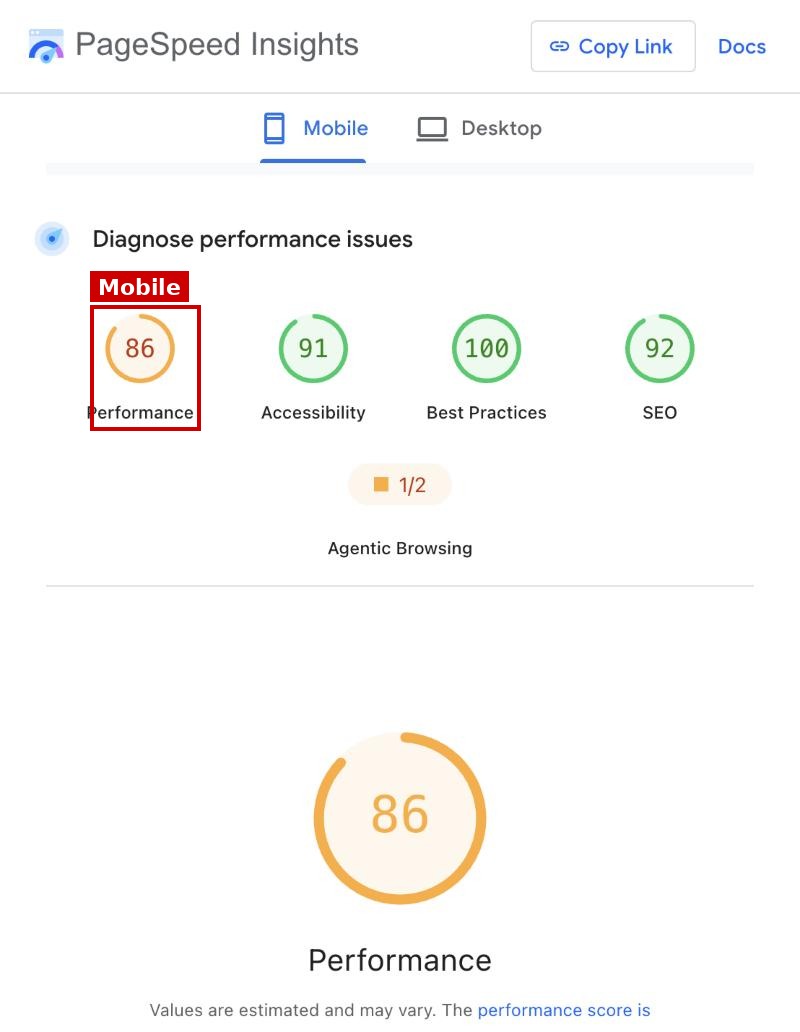 PageSpeed Insights
Copy Link
Docs
Mobile
Desktop
Diagnose performance issues
Mobile
86
91
100
92
Performance
Accessibility
Best Practices
SEO
1/2
Agentic Browsing
86
Performance
Values are estimated and may vary. The performance score is